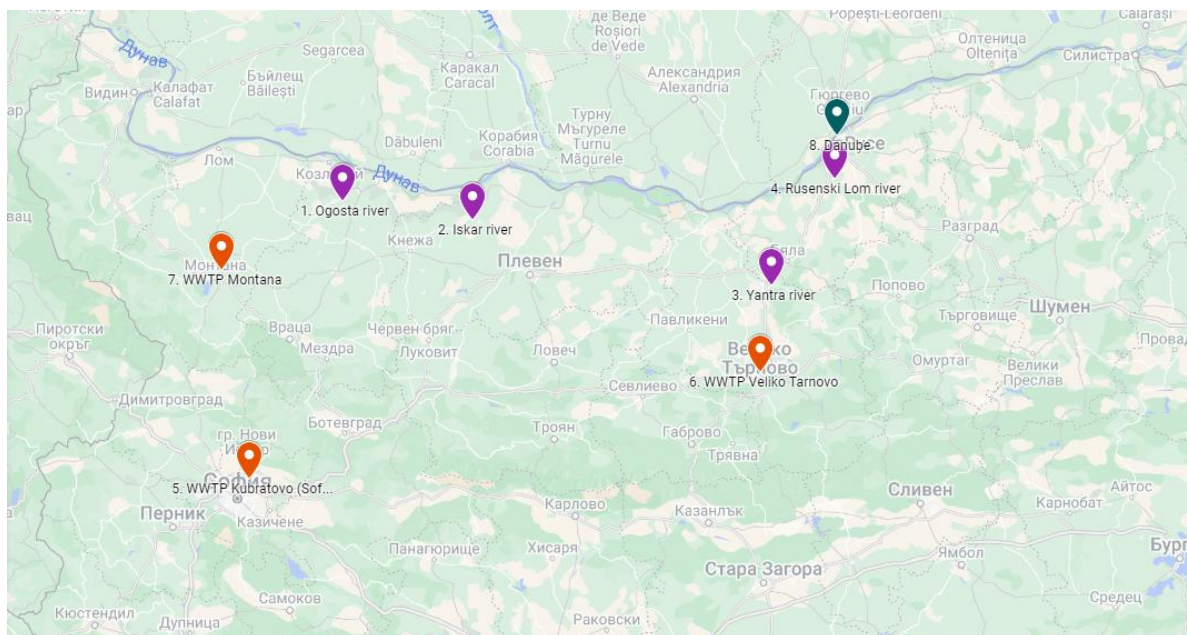 де Веде
Roșiori
de Vede
Popești-Leordeni
Călărași
Segarcea
Олтеница
Oltenița
Силистра
Дунав
Бъйлещ
Băilești
Каракал
Caracal
Александрия
Alexandria
Видин
Калафат
Calafat
Гюргево
Турну
Мъгуреле
Turnu
Măgurele
Корабия
Corabia
Dăbuleni
8. Danube
Лом
Дунав
4. Rusenski Lom river
1. Ogosta river
2. Iskar river
Кнежа
Разград
Бяла
Плевен
Монтана
7. WWTP Montana
3. Yantra river
Попово
Шумен
Търговище
Павликени
Пиротски
окръг
Враца
Мездра
Червен бряг
Луковит
Ловеч
Велико
Търново
Омуртаг
Велики
Преслав
6. WWTP Veliko Tarnovo
Севлиево
Димитровград
Ботевград
Троян
Габрово
Трявна
гр. Нови
София
5. WWTP Kubratovo (Sof...
Сливен
Карнобат
Айтос
Перник
Казичене
Карлово
Казанлък
Панагюрище
Хисаря
Ямбол
Стара Загора
Самоков
Средец
Кюстендил
Дупница
Раковски